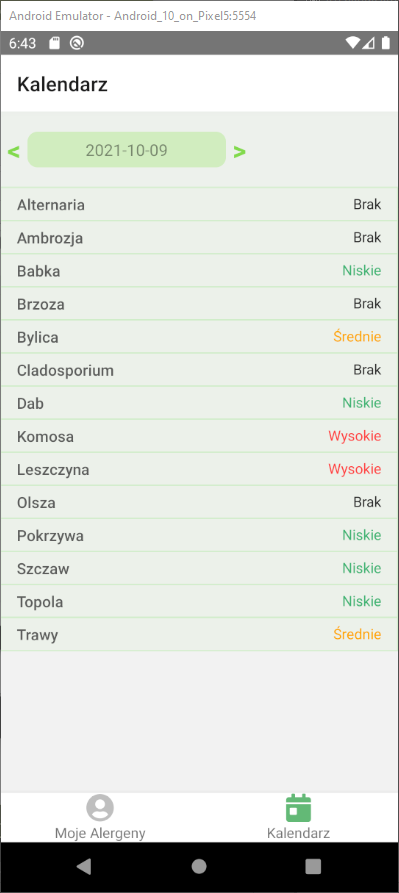 Android Emulator - Android_10_on_Pixel5:5554
6:43
Kalendarz
< 2021-10-09 >
Alternaria Brak
Ambrozja Brak
Babka Niskie
Brzoza Brak
Bylica Średnie
Cladosporium Brak
Dab Niskie
Komosa Wysokie
Leszczyna Wysokie
Olsza Brak
Pokrzywa Niskie
Szczaw Niskie
Topola Niskie
Trawy Średnie
Moje Alergeny Kalendarz